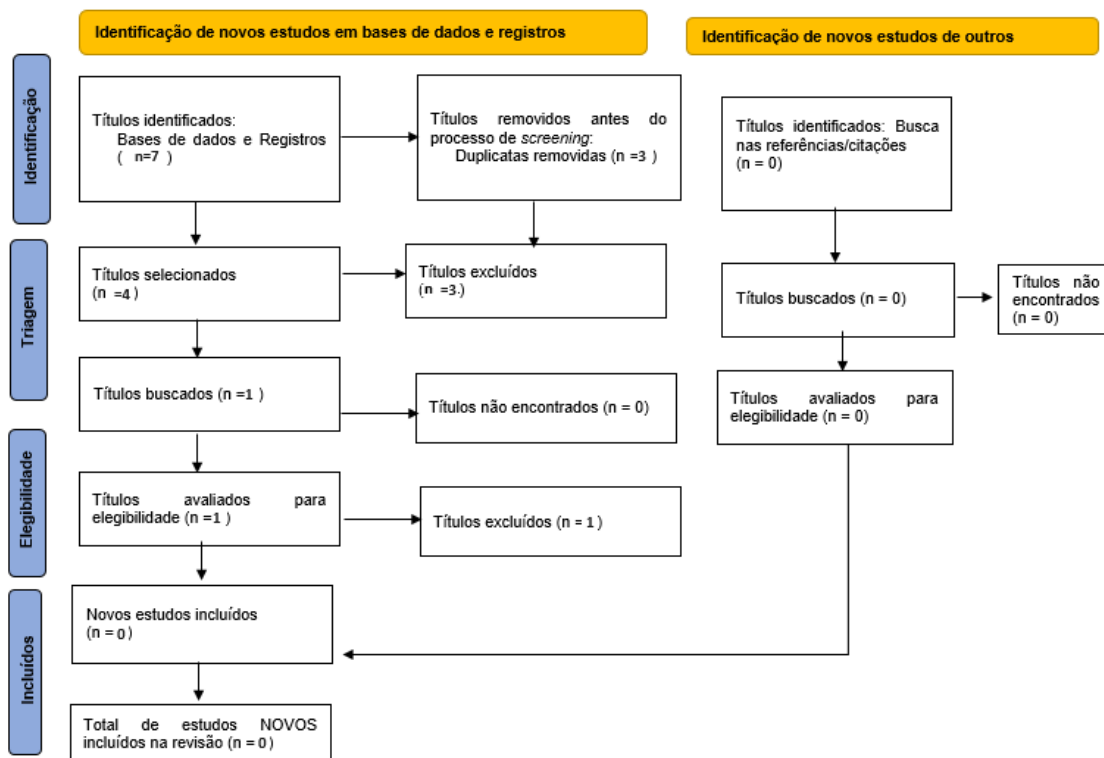 Identificação de novos estudos em bases de dados e registros
Identificação de novos estudos de outros
Identificação
Títulos identificados:
Bases de dados e Registros
( n=7 )
Títulos removidos antes do
processo de screening:
Duplicatas removidas (n =3 )
Títulos identificados: Busca
nas referências/citações
(n = 0)
Triagem
Títulos selecionados
(n =4)
Títulos excluídos
(n =3.)
Títulos buscados (n = 0)
Títulos não
encontrados
(n = 0)
Títulos buscados (n =1 )
Títulos não encontrados (n = 0)
Títulos avaliados para
elegibilidade (n = 0)
Elegibilidade
Títulos avaliados para
elegibilidade (n =1 )
Títulos excluídos (n = 1 )
Incluídos
Novos estudos incluídos
(n = 0 )
Total de estudos NOVOS
incluídos na revisão (n = 0 )